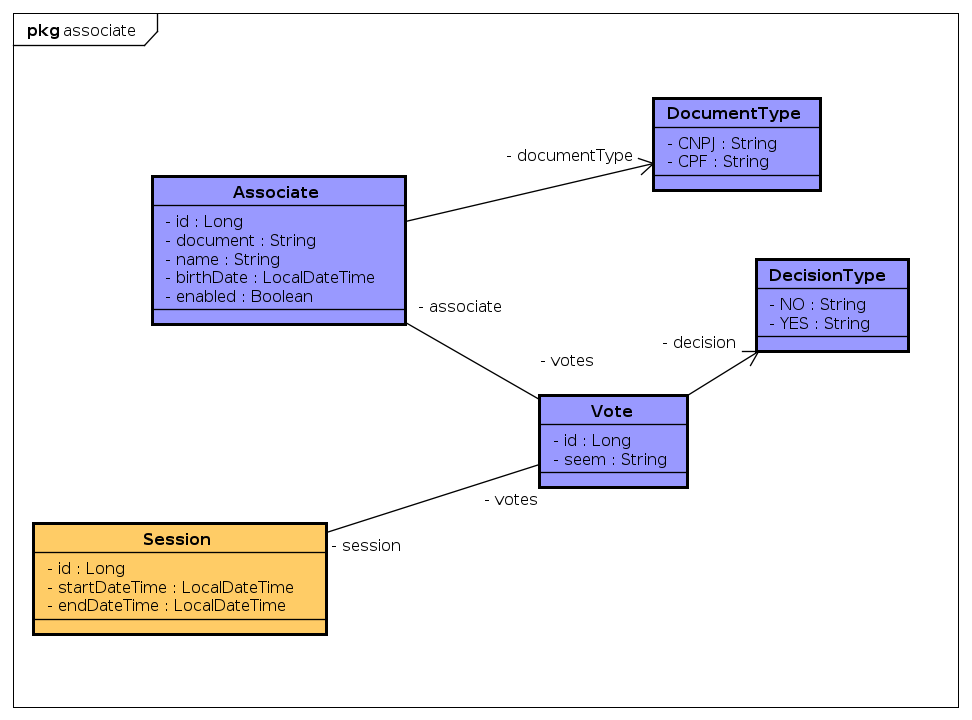 pkg associate
DocumentType
- CNPJ : String
- CPF : String
- documentType
Associate
- id : Long
- document : String
- name : String
- birthDate : LocalDateTime
- enabled : Boolean
DecisionType
- NO : String
- YES : String
- associate
- decision
- votes
Vote
- id : Long
- seem : String
- votes
Session
- id : Long
- startDateTime : LocalDateTime
- endDateTime : LocalDateTime
- session